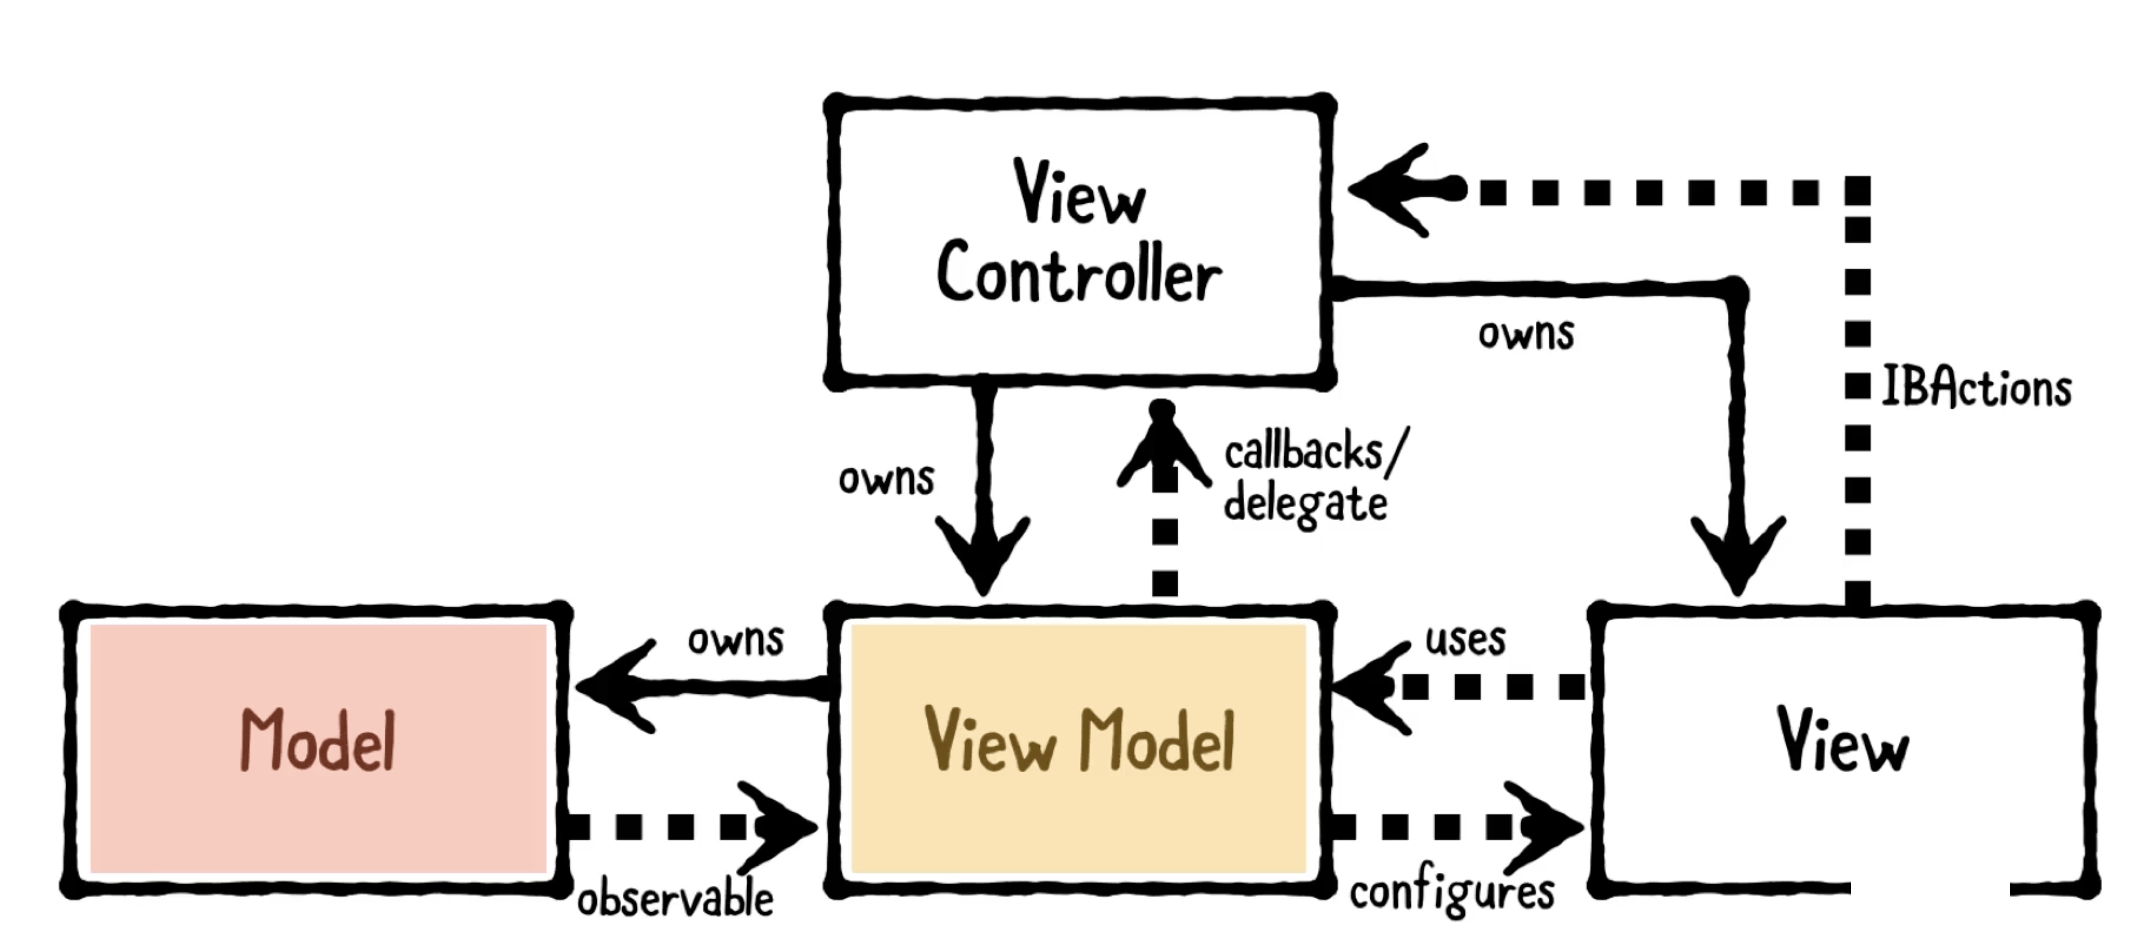 View
Controller
owns
IBActions
callbacks/
delegate
owns
owns
uses
Model
View Model
View
observable
configures